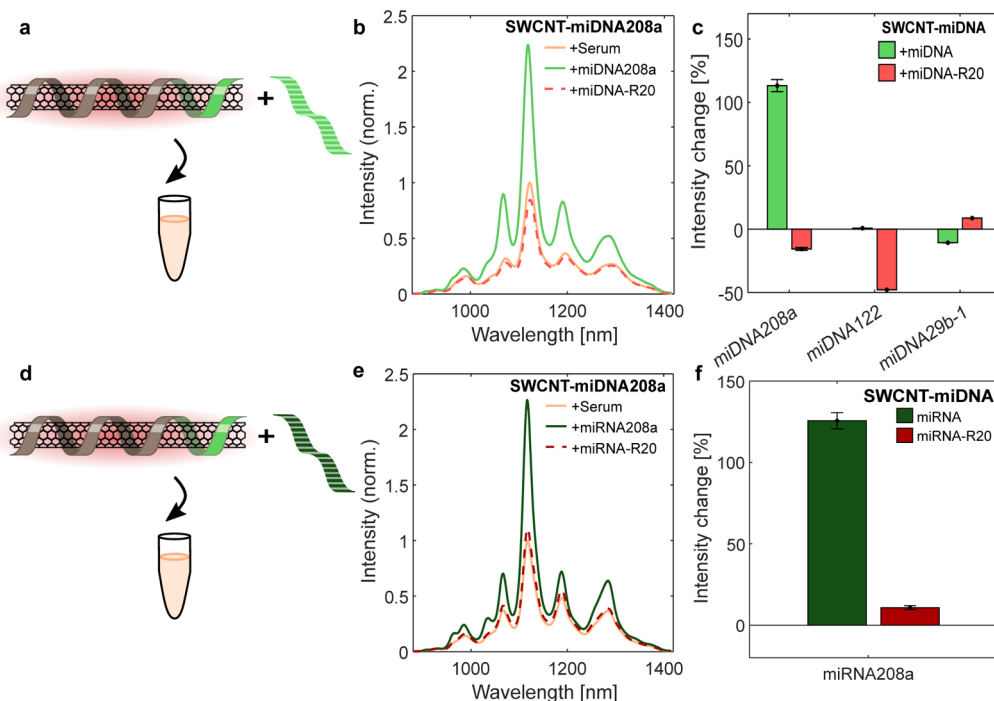 a
+
b
SWCNT-miDNA208a
+Serum
+miDNA208a
+miDNA-R20
Intensity (norm.)
2.5
2
1.5
1
0.5
0
1000
1200
1400
Wavelength [nm]
c
SWCNT-miDNA
+miDNA
+miDNA-R20
Intensity change [%]
150
100
50
0
-50
miDNA208a
miDNA122
miDNA29b-1
d
+
e
SWCNT-miDNA208a
+Serum
+miRNA208a
+miRNA-R20
Intensity (norm.)
2.5
2
1.5
1
0.5
0
1000
1200
1400
Wavelength [nm]
f
SWCNT-miDNA
miRNA
miRNA-R20
Intensity change [%]
150
100
50
0
miRNA208a